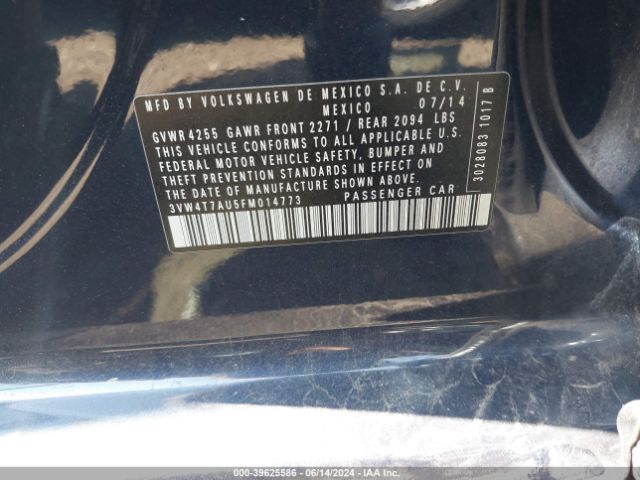 MFD BY VOLKSWAGEN DE MEXICO S.A. DE C.V.
MEXICO 07/14
GVWR 4255 GAWR FRONT 2271 / REAR 2094 LBS
THIS VEHICLE CONFORMS TO ALL APPLICABLE U.S.
FEDERAL MOTOR VEHICLE SAFETY, BUMPER AND
THEFT PREVENTION STANDARDS IN EFFECT ON
THE DATE OF MANUFACTURE SHOWN ABOVE.
3VW4T7AU5FM014773 PASSENGER CAR
3028083 1017 B
000-39625586 - 06/14/2024 - IAA Inc.